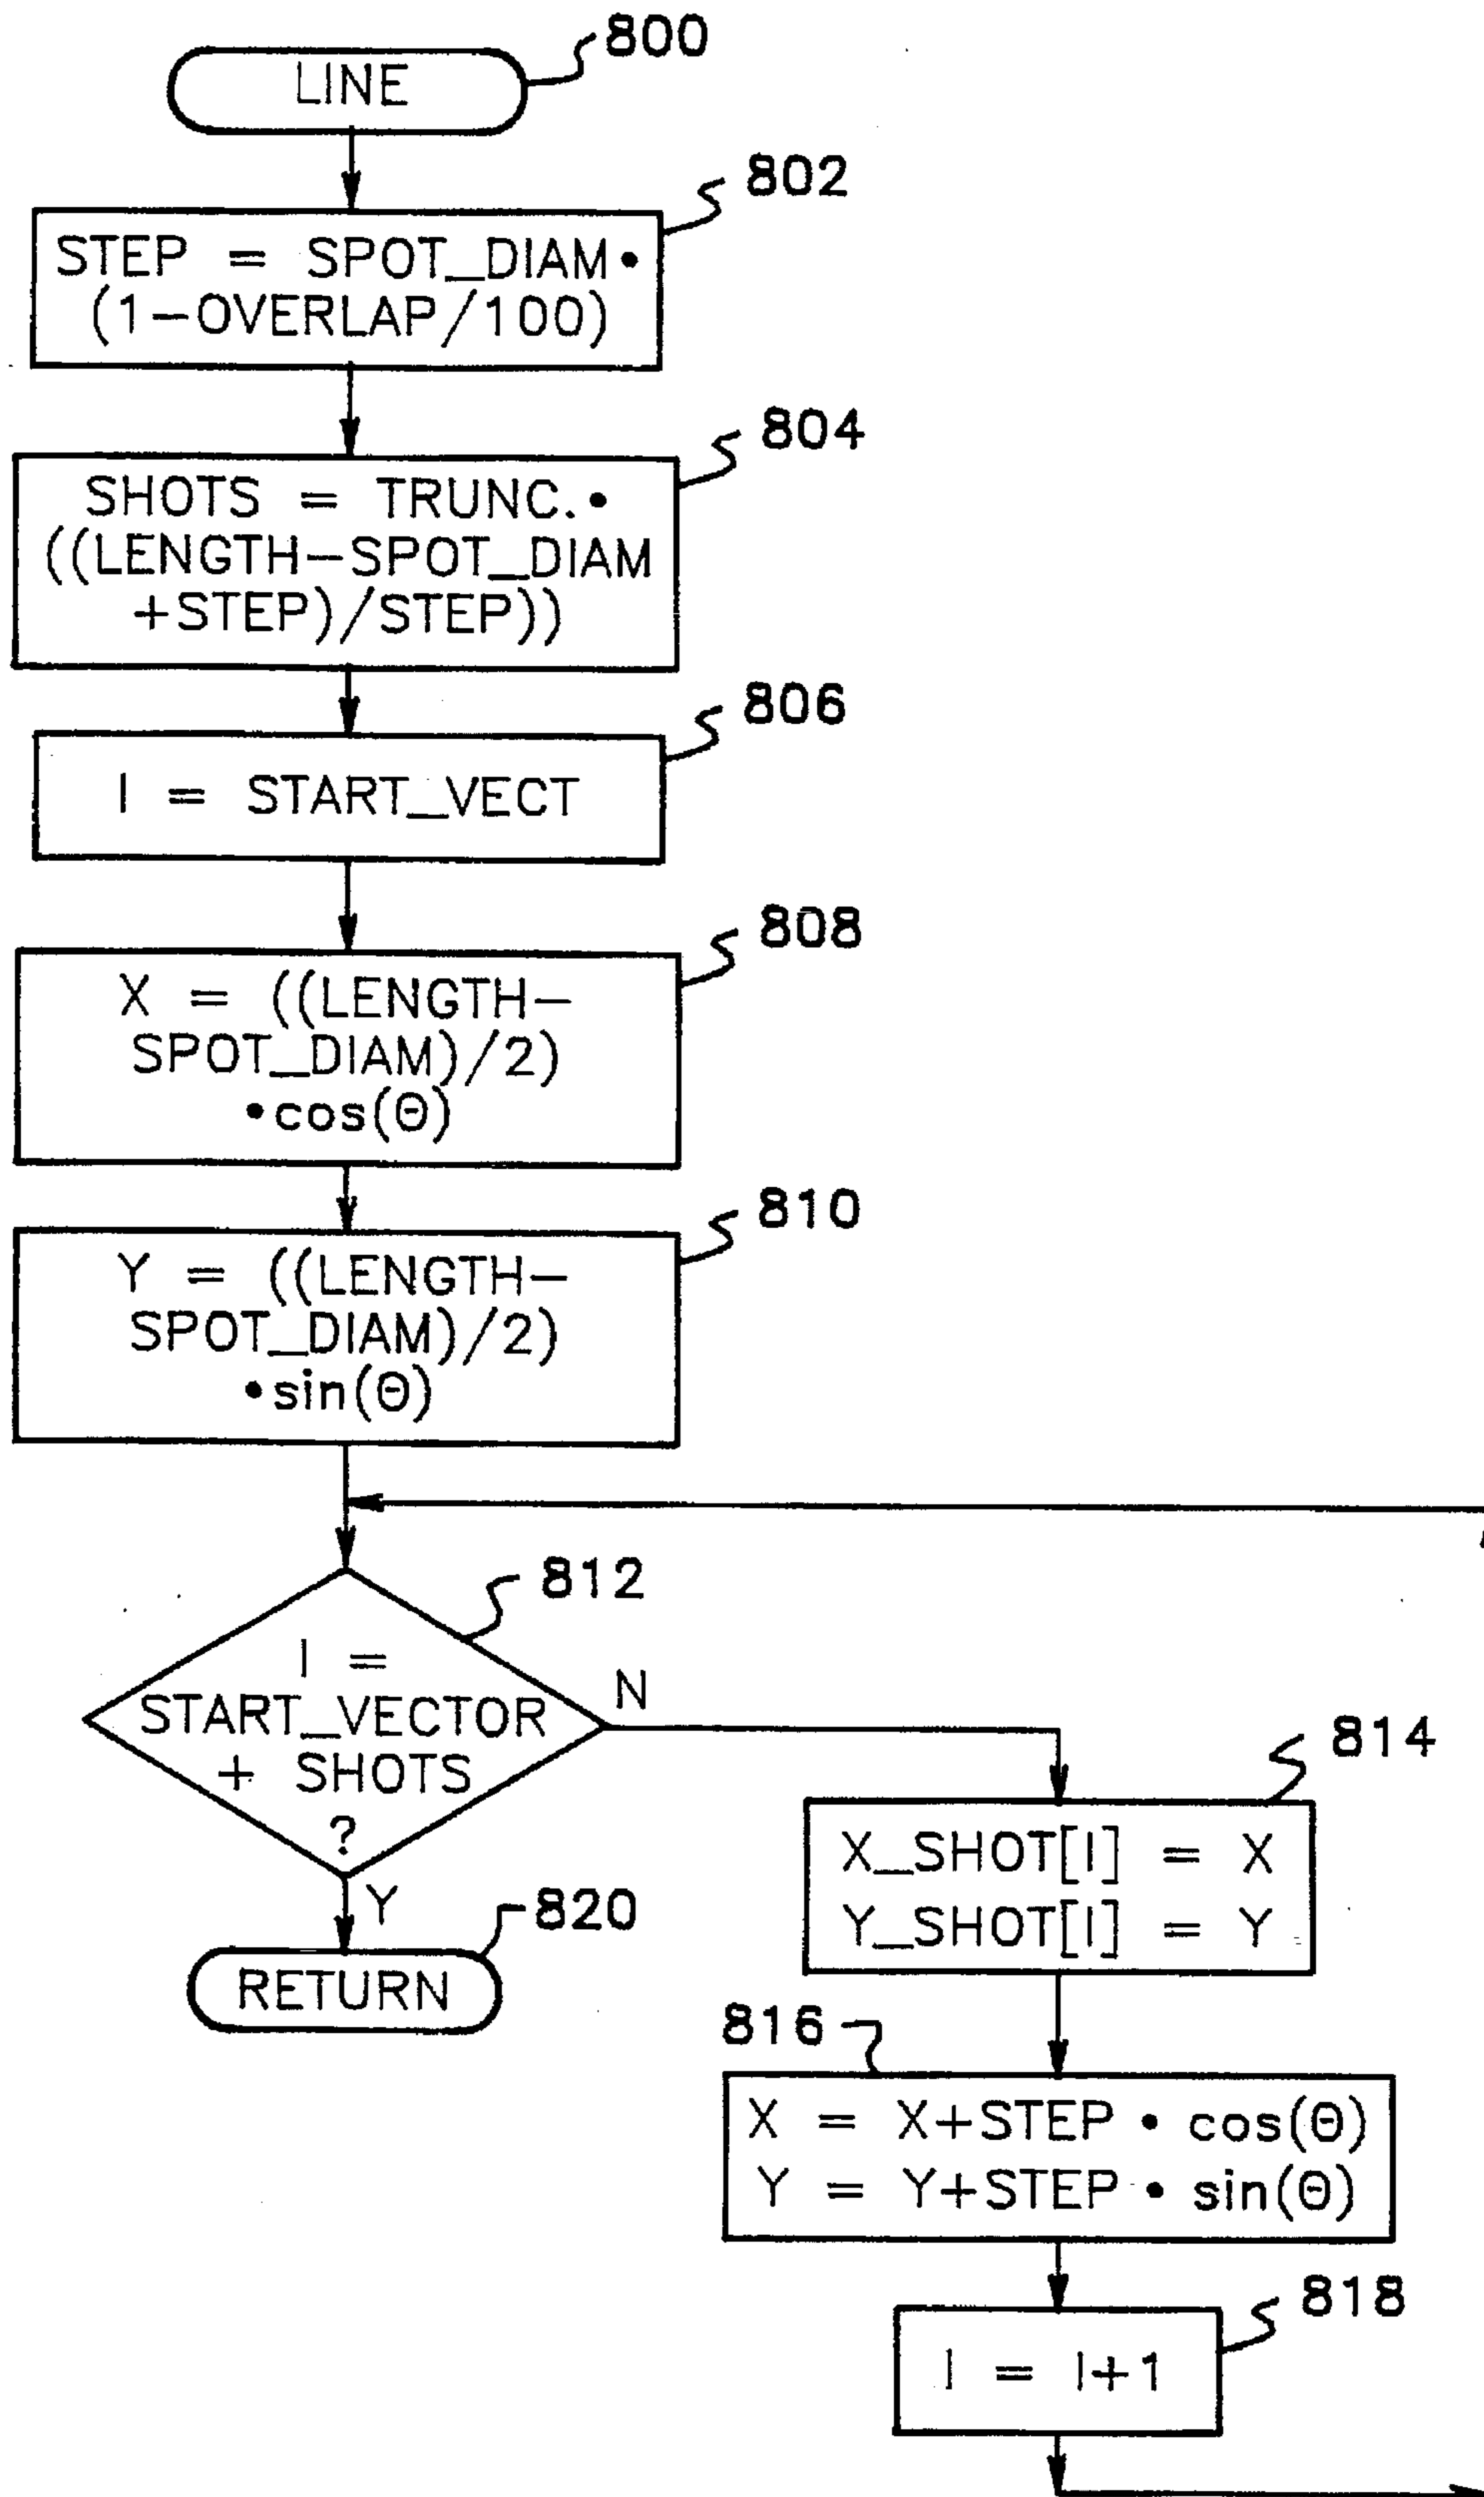 800
LINE
802
STEP = SPOT_DIAM•
(1-OVERLAP/100)
804
SHOTS = TRUNC.•
((LENGTH-SPOT_DIAM
+STEP)/STEP))
806
I = START_VECT
808
X = ((LENGTH-
SPOT_DIAM)/2)
•cos(Θ)
810
Y = ((LENGTH-
SPOT_DIAM)/2)
•sin(Θ)
812
I =
START_VECTOR
+ SHOTS
?
N
Y
814
X_SHOT[I] = X
Y_SHOT[I] = Y
820
RETURN
816
X = X+STEP • cos(Θ)
Y = Y+STEP • sin(Θ)
818
I = I+1